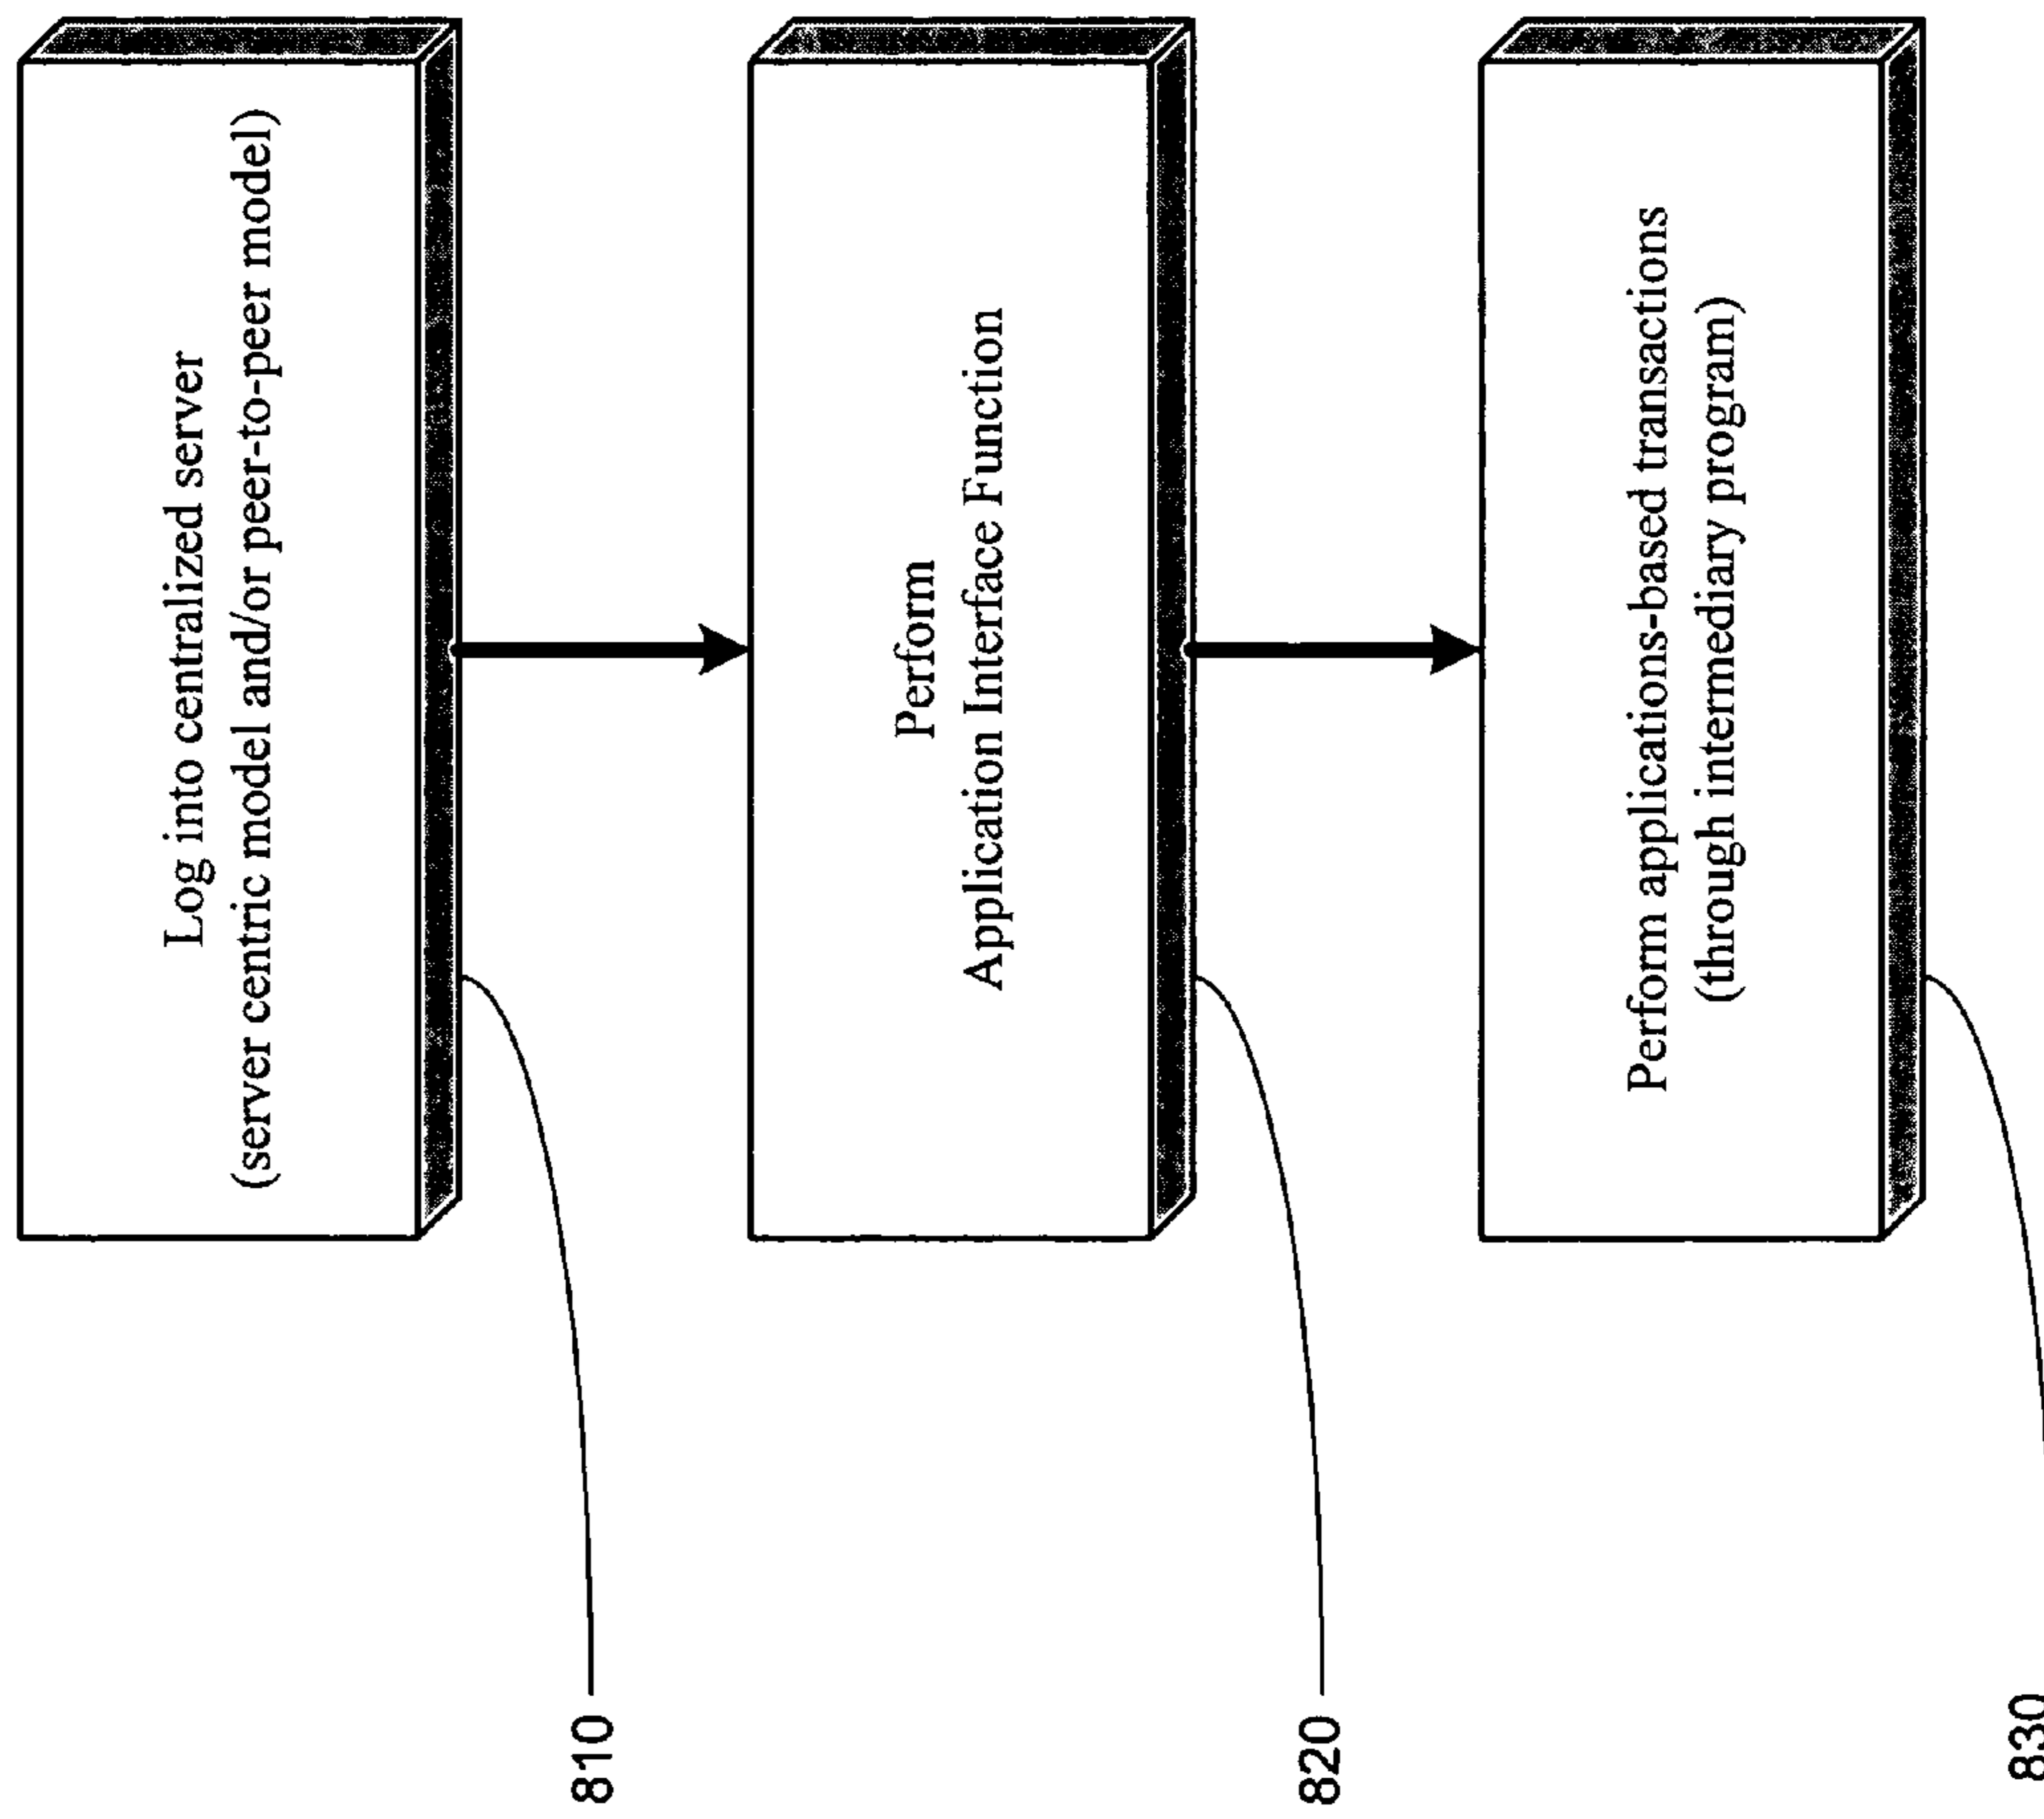 Log into centralized server
(server centric model and/or peer-to-peer model)
810
Perform
Application Interface Function
820
Perform applications-based transactions
(through intermediary program)
830